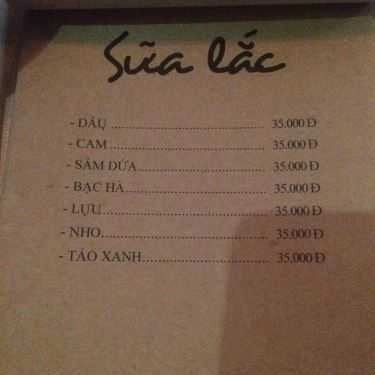 Sữa lắc
- DÂU ........................................ 35.000 Đ
- CAM ........................................ 35.000 Đ
- SÂM DỨA.................................. 35.000 Đ
- BẠC HÀ ................................... 35.000 Đ
- LỰU ........................................ 35.000 Đ
- NHO......................................... 35.000 Đ
- TÁO XANH................................ 35.000 Đ